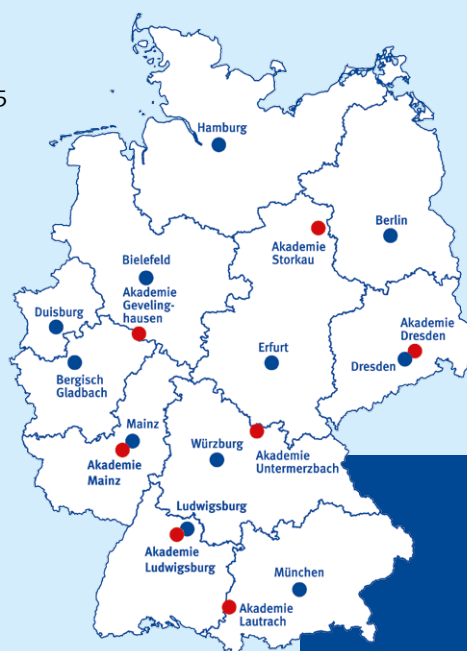 5
Hamburg
Berlin
Akademie
Storkau
Bielefeld
Akademie
Geveling-
hausen
Duisburg
Akademie
Dresden
Erfurt
Dresden
Bergisch
Gladbach
Mainz
Akademie
Mainz
Würzburg
Akademie
Untermerzbach
Ludwigsburg
Akademie
Ludwigsburg
München
Akademie
Lautrach